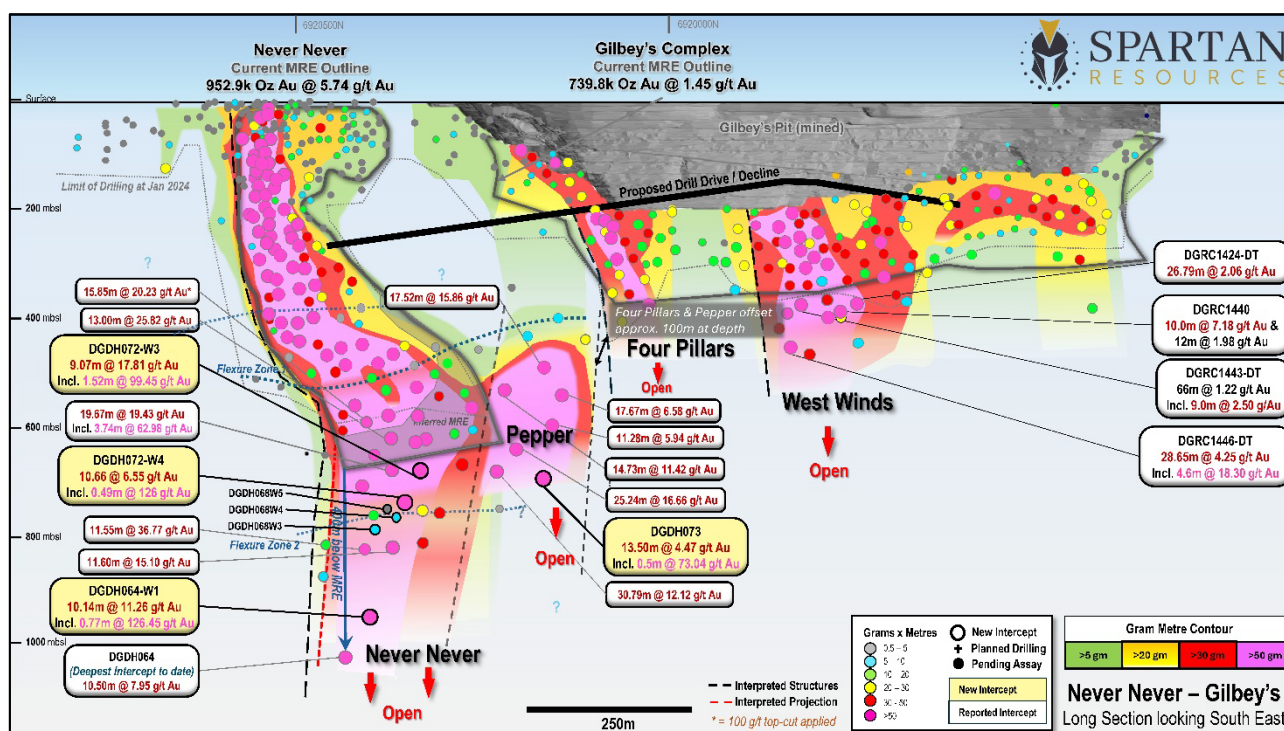 6920500N
6920000N
SPARTAN
RESOURCES
Never Never
Current MRE Outline
952.9k Oz Au @ 5.74 g/t Au
Gilbey's Complex
Current MRE Outline
739.8k Oz Au @ 1.45 g/t Au
Surface
Gilbey's Pit (mined)
Limit of Drilling at Jan 2024
Proposed Drill Drive / Decline
200 mbsl
?
?
15.85m @ 20.23 g/t Au*
17.52m @ 15.86 g/t Au
13.00m @ 25.82 g/t Au
400 mbsl
Four Pillars & Pepper offset
approx. 100m at depth
Four Pillars
Open
DGRC1424-DT
26.79m @ 2.06 g/t Au
DGRC1440
10.0m @ 7.18 g/t Au &
12m @ 1.98 g/t Au
DGRC1443-DT
66m @ 1.22 g/t Au
Incl. 9.0m @ 2.50 g/Au
DGRC1446-DT
28.65m @ 4.25 g/t Au
Incl. 4.6m @ 18.30 g/t Au
West Winds
Open
DGDH072-W3
9.07m @ 17.81 g/t Au
Incl. 1.52m @ 99.45 g/t Au
Flexure Zone
19.67m @ 19.43 g/t Au
Incl. 3.74m @ 62.98 g/t Au
600 mbsl
Inferred MRE
Pepper
17.67m @ 6.58 g/t Au
11.28m @ 5.94 g/t Au
14.73m @ 11.42 g/t Au
25.24m @ 16.66 g/t Au
DGDH072-W4
10.66 @ 6.55 g/t Au
Incl. 0.49m @ 126 g/t Au
DGDH068W5
DGDH068W4
DGDH068W3
11.55m @ 36.77 g/t Au
Flexure Zone 2
800 mbsl
11.60m @ 15.10 g/t Au
400m below MRE
Open
DGDH073
13.50m @ 4.47 g/t Au
Incl. 0.5m @ 73.04 g/t Au
30.79m @ 12.12 g/t Au
?
DGDH064-W1
10.14m @ 11.26 g/t Au
Incl. 0.77m @ 126.45 g/t Au
1000 mbsl
DGDH064
(Deepest Intercept to date)
10.50m @ 7.95 g/t Au
Never Never
Open
Interpreted Structures
Interpreted Projection
* = 100 g/t top-cut applied
250m
Grams x Metres
0.5 - 5
5 - 10
10 - 20
20 - 30
30 - 50
>50
New Intercept
Planned Drilling
Pending Assay
New Intercept
Reported Intercept
Gram Metre Contour
>5 gm
>20 gm
>30 gm
>50 gm
Never Never – Gilbey's
Long Section looking South East